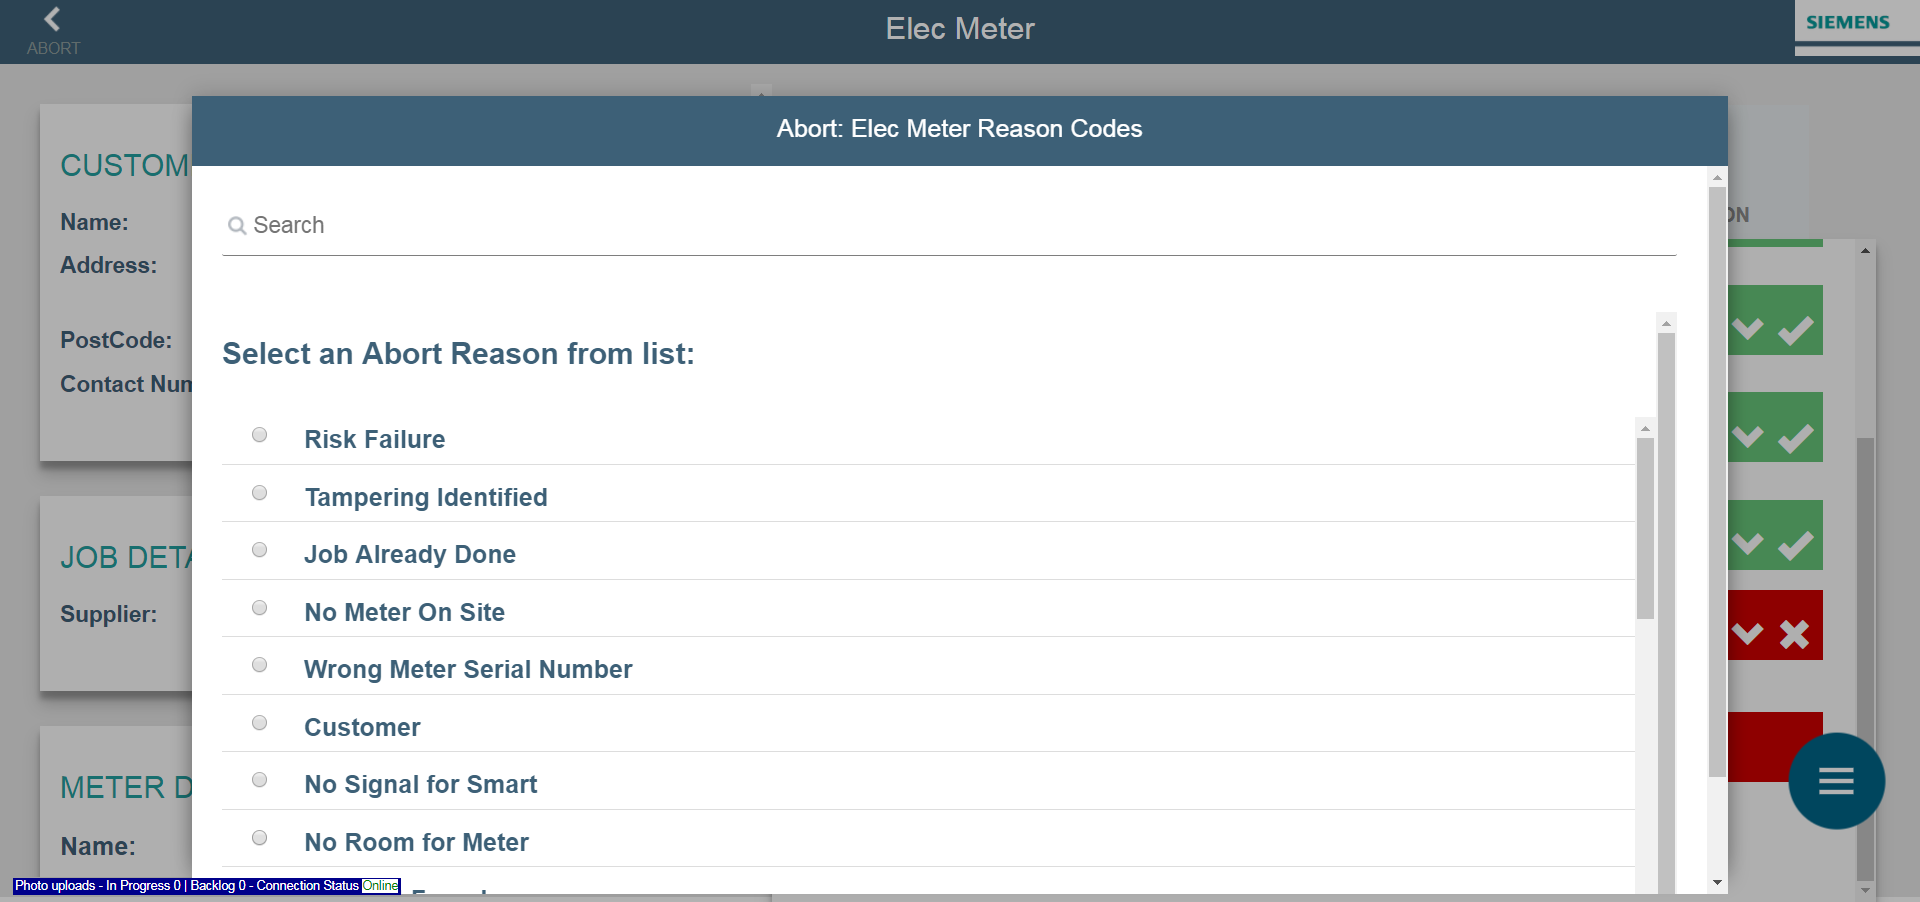 ABORT
Elec Meter
SIEMENS
Abort: Elec Meter Reason Codes
Search
Select an Abort Reason from list:
Risk Failure
Tampering Identified
Job Already Done
No Meter On Site
Wrong Meter Serial Number
Customer
No Signal for Smart
No Room for Meter
CUSTOM
Name:
Address:
PostCode:
Contact Num
JOB DETA
Supplier:
METER D
Name:
ON
Photo uploads - In Progress 0 | Backlog 0 - Connection Status Online